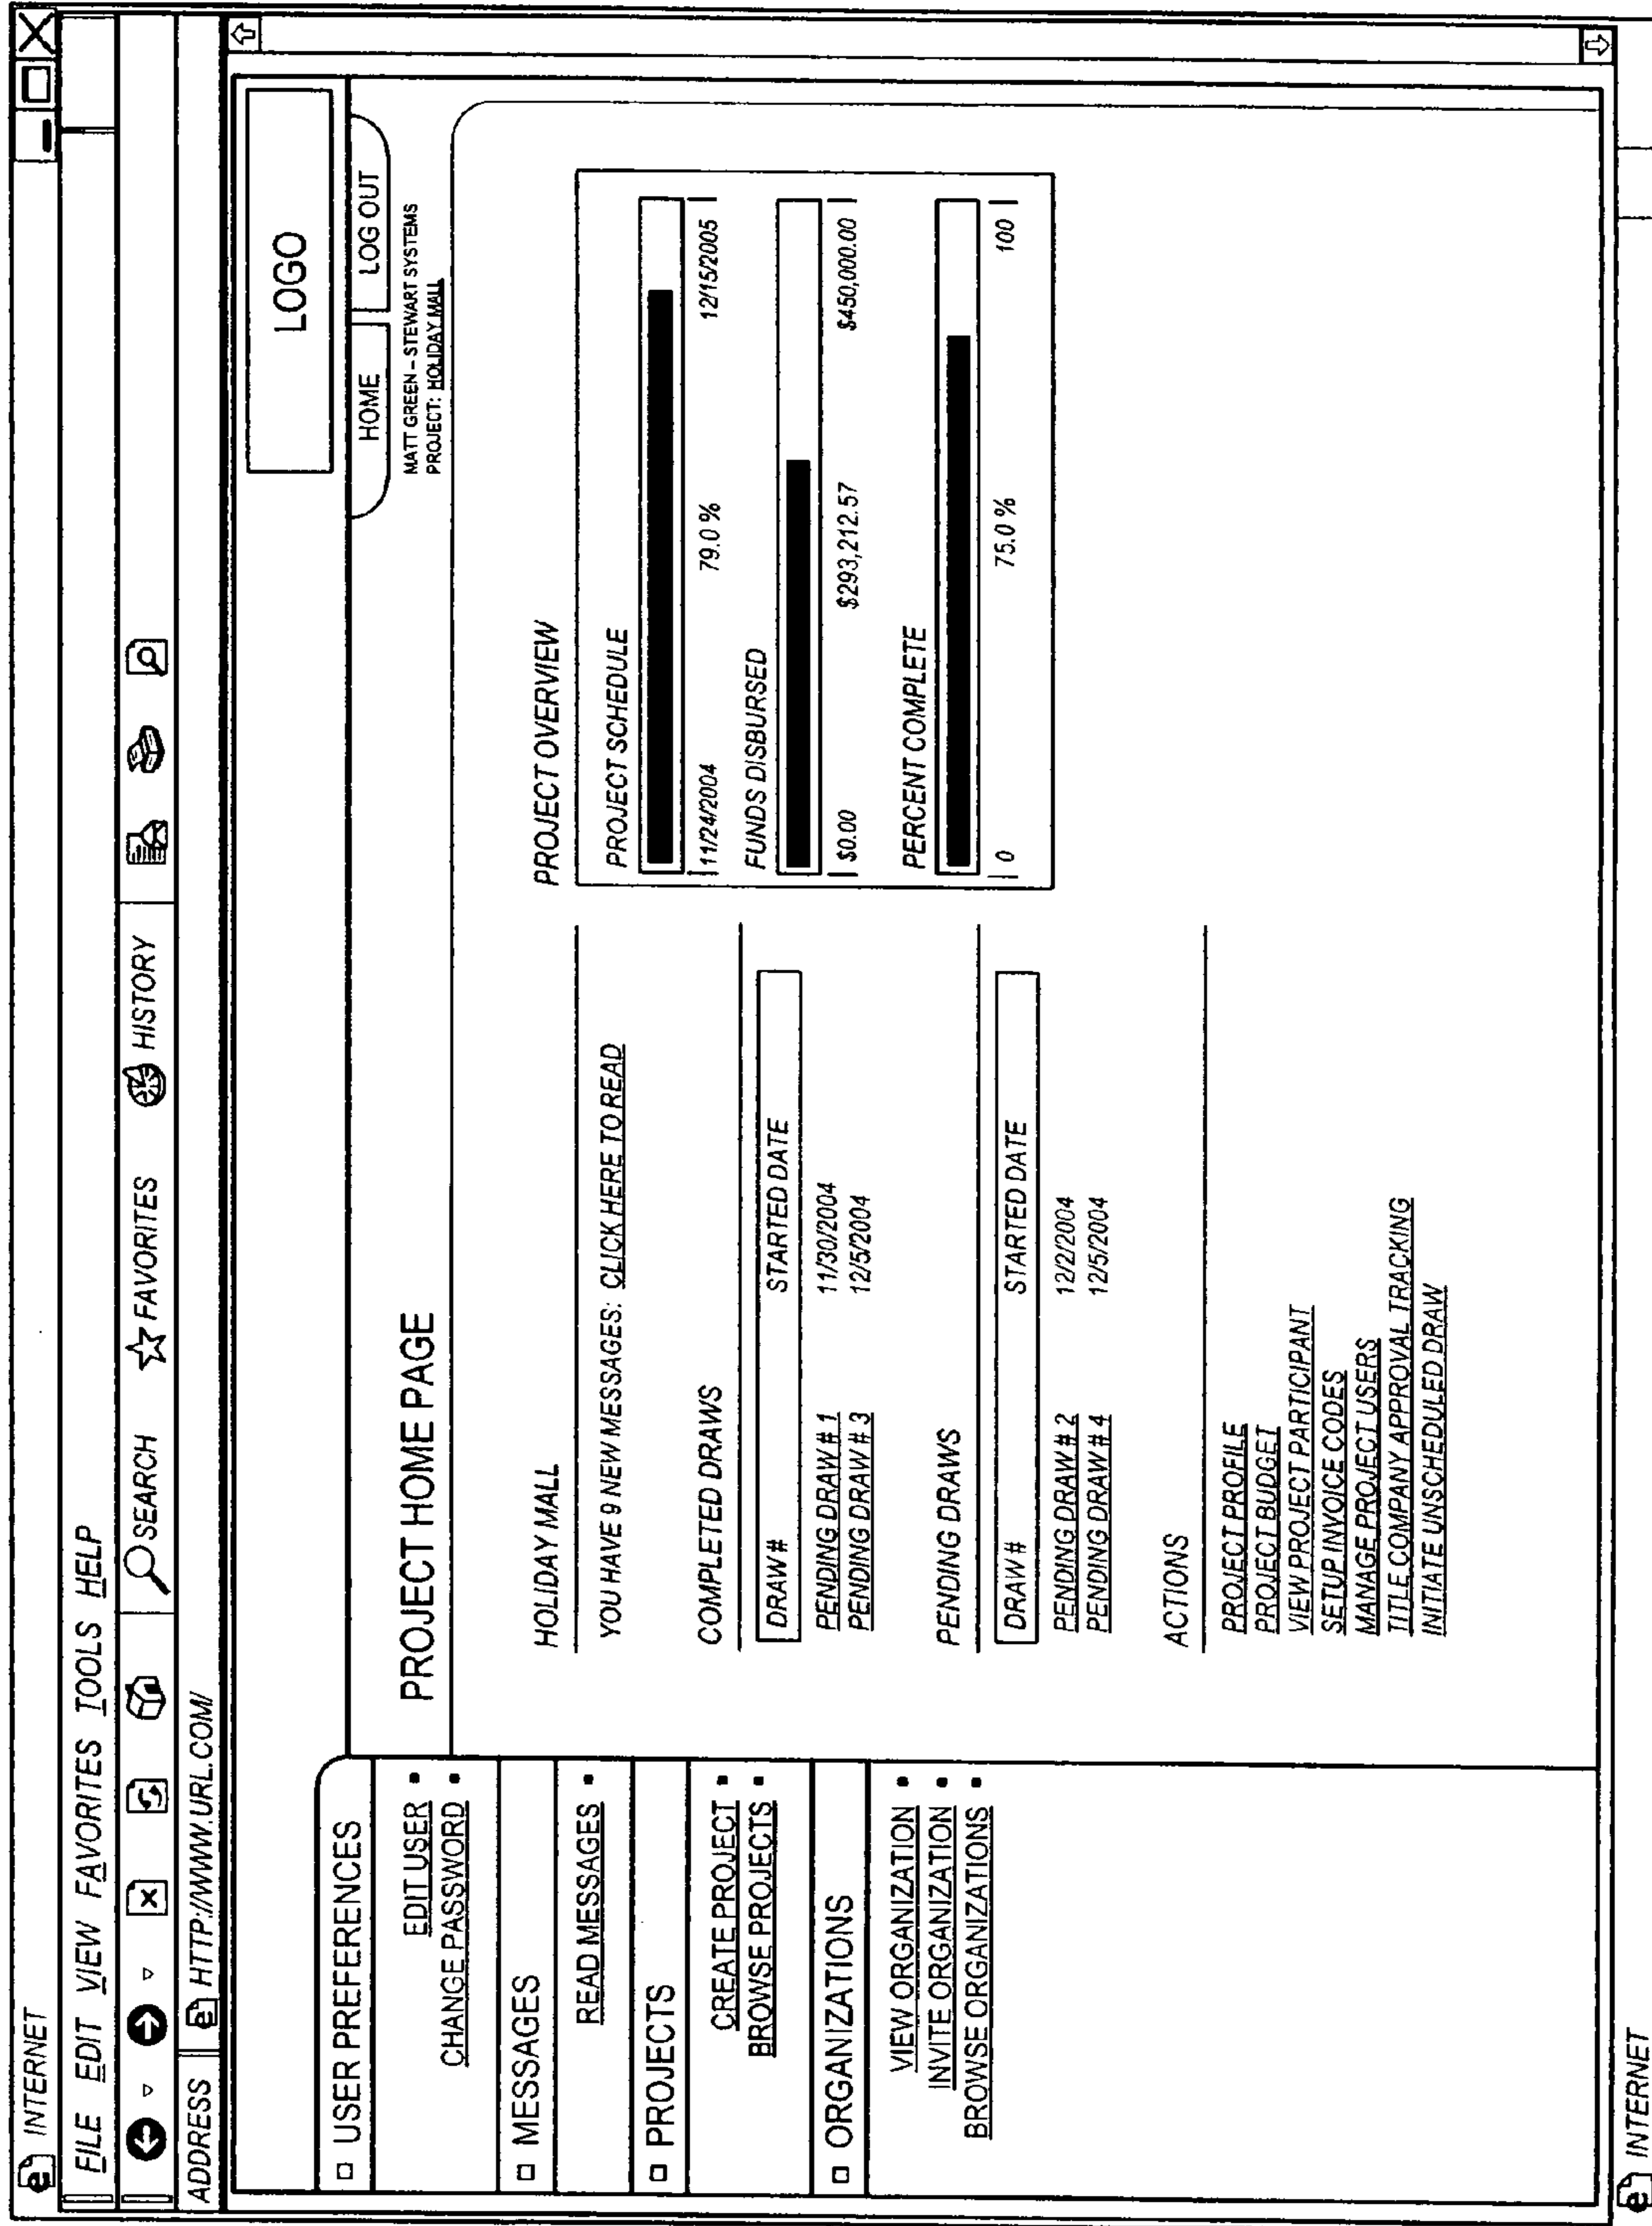 INTERNET
FILE EDIT VIEW FAVORITES TOOLS HELP
SEARCH FAVORITES HISTORY
ADDRESS HTTP://WWW.URL.COM/
LOGO
HOME LOG OUT
USER PREFERENCES
EDIT USER
CHANGE PASSWORD
MESSAGES
READ MESSAGES
PROJECTS
CREATE PROJECT
BROWSE PROJECTS
ORGANIZATIONS
VIEW ORGANIZATION
INVITE ORGANIZATION
BROWSE ORGANIZATIONS
PROJECT HOME PAGE
MATT GREEN – STEWART SYSTEMS
PROJECT: HOLIDAY MALL
HOLIDAY MALL
YOU HAVE 9 NEW MESSAGES: CLICK HERE TO READ
COMPLETED DRAWS
DRAW# STARTED DATE
PENDING DRAW # 1 11/30/2004
PENDING DRAW # 3 12/5/2004
PENDING DRAWS
DRAW# STARTED DATE
PENDING DRAW # 2 12/2/2004
PENDING DRAW # 4 12/5/2004
ACTIONS
PROJECT PROFILE
PROJECT BUDGET
VIEW PROJECT PARTICIPANT
SETUP INVOICE CODES
MANAGE PROJECT USERS
TITLE COMPANY APPROVAL TRACKING
INITIATE UNSCHEDULED DRAW
PROJECT OVERVIEW
PROJECT SCHEDULE
11/24/2004 79.0 % 12/15/2005
FUNDS DISBURSED
$0.00 $293,212.57 $450,000.00
PERCENT COMPLETE
0 75.0 % 100
INTERNET